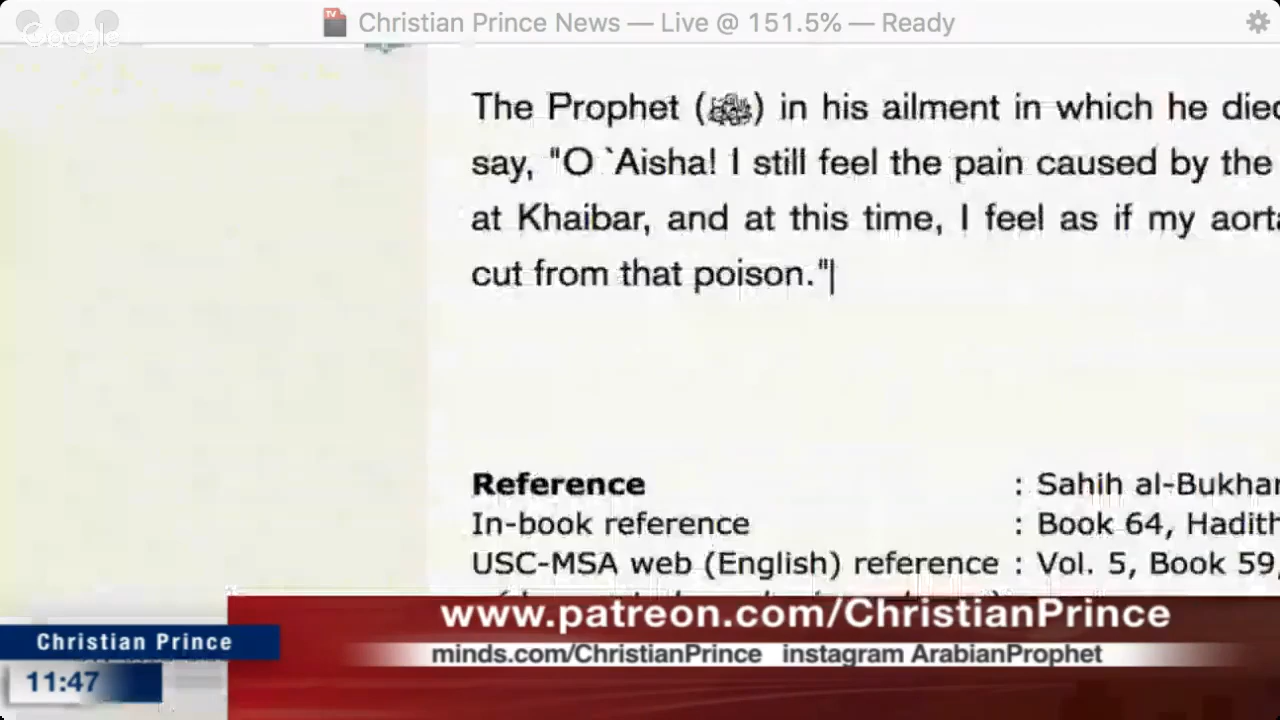 Google
Christian Prince News — Live @ 151.5% — Ready
The Prophet (ﷺ) in his ailment in which he died
say, "O `Aisha! I still feel the pain caused by the
at Khaibar, and at this time, I feel as if my aorta
cut from that poison."
Reference : Sahih al-Bukhar
In-book reference : Book 64, Hadith
USC-MSA web (English) reference : Vol. 5, Book 59,
www.patreon.com/ChristianPrince
minds.com/ChristianPrince instagram ArabianProphet
Christian Prince
11:47